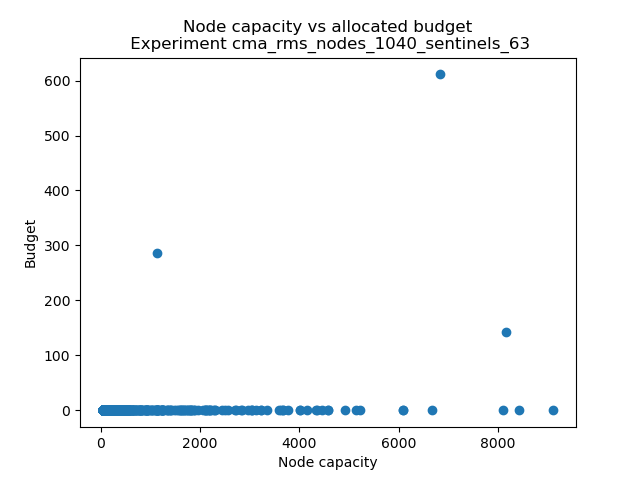 Node capacity vs allocated budget
Experiment cma_rms_nodes_1040_sentinels_63
600
500
400
300
200
100
0
Budget
0 2000 4000 6000 8000
Node capacity